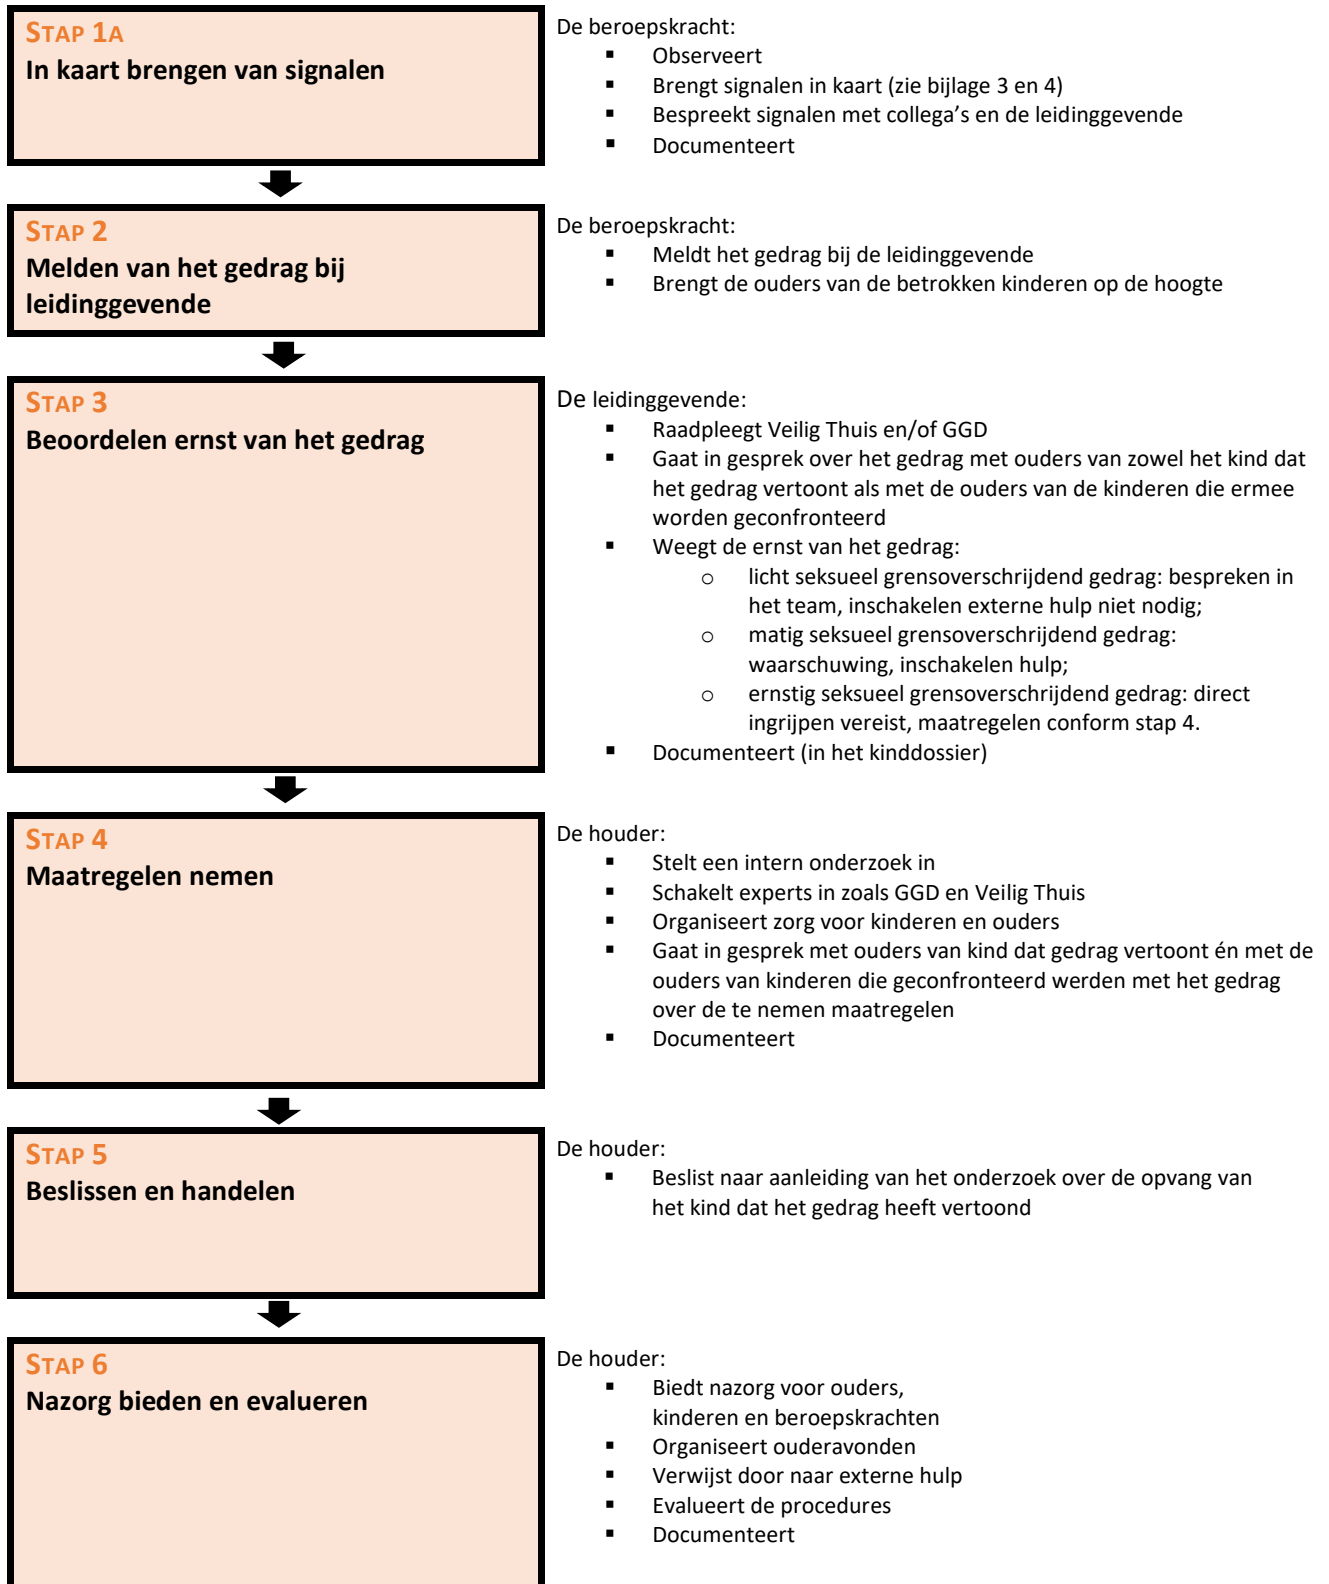 STAP 1A
In kaart brengen van signalen
De beroepskracht:
▪ Observeert
▪ Brengt signalen in kaart (zie bijlage 3 en 4)
▪ Bespreekt signalen met collega's en de leidinggevende
▪ Documenteert
STAP 2
Melden van het gedrag bij
leidinggevende
De beroepskracht:
▪ Meldt het gedrag bij de leidinggevende
▪ Brengt de ouders van de betrokken kinderen op de hoogte
STAP 3
Beoordelen ernst van het gedrag
De leidinggevende:
▪ Raadpleegt Veilig Thuis en/of GGD
▪ Gaat in gesprek over het gedrag met ouders van zowel het kind dat
het gedrag vertoont als met de ouders van de kinderen die ermee
worden geconfronteerd
▪ Weegt de ernst van het gedrag:
o licht seksueel grensoverschrijdend gedrag: bespreken in
het team, inschakelen externe hulp niet nodig;
o matig seksueel grensoverschrijdend gedrag:
waarschuwing, inschakelen hulp;
o ernstig seksueel grensoverschrijdend gedrag: direct
ingrijpen vereist, maatregelen conform stap 4.
▪ Documenteert (in het kinddossier)
STAP 4
Maatregelen nemen
De houder:
▪ Stelt een intern onderzoek in
▪ Schakelt experts in zoals GGD en Veilig Thuis
▪ Organiseert zorg voor kinderen en ouders
▪ Gaat in gesprek met ouders van kind dat gedrag vertoont én met de
ouders van kinderen die geconfronteerd werden met het gedrag
over de te nemen maatregelen
▪ Documenteert
STAP 5
Beslissen en handelen
De houder:
▪ Beslist naar aanleiding van het onderzoek over de opvang van
het kind dat het gedrag heeft vertoond
STAP 6
Nazorg bieden en evalueren
De houder:
▪ Biedt nazorg voor ouders,
kinderen en beroepskrachten
▪ Organiseert ouderavonden
▪ Verwijst door naar externe hulp
▪ Evalueert de procedures
▪ Documenteert